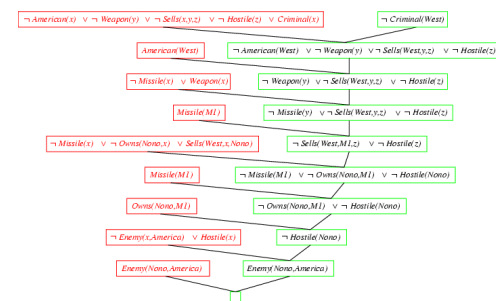 ¬ American(x) ∨ ¬ Weapon(y) ∨ ¬ Sells(x,y,z) ∨ ¬ Hostile(z) ∨ Criminal(x) ¬ Criminal(West)
American(West) ¬ American(West) ∨ ¬ Weapon(y) ∨ ¬ Sells(West,y,z) ∨ ¬ Hostile(z)
¬ Missile(x) ∨ Weapon(x) ¬ Weapon(y) ∨ ¬ Sells(West,y,z) ∨ ¬ Hostile(z)
Missile(M1) ¬ Missile(y) ∨ ¬ Sells(West,y,z) ∨ ¬ Hostile(z)
¬ Missile(x) ∨ ¬ Owns(Nono,x) ∨ Sells(West,x,Nono) ¬ Sells(West,M1,z) ∨ ¬ Hostile(z)
Missile(M1) ¬ Missile(M1) ∨ ¬ Owns(Nono,M1) ∨ ¬ Hostile(Nono)
Owns(Nono,M1) ¬ Owns(Nono,M1) ∨ ¬ Hostile(Nono)
¬ Enemy(x,America) ∨ Hostile(x) ¬ Hostile(Nono)
Enemy(Nono,America) Enemy(Nono,America)